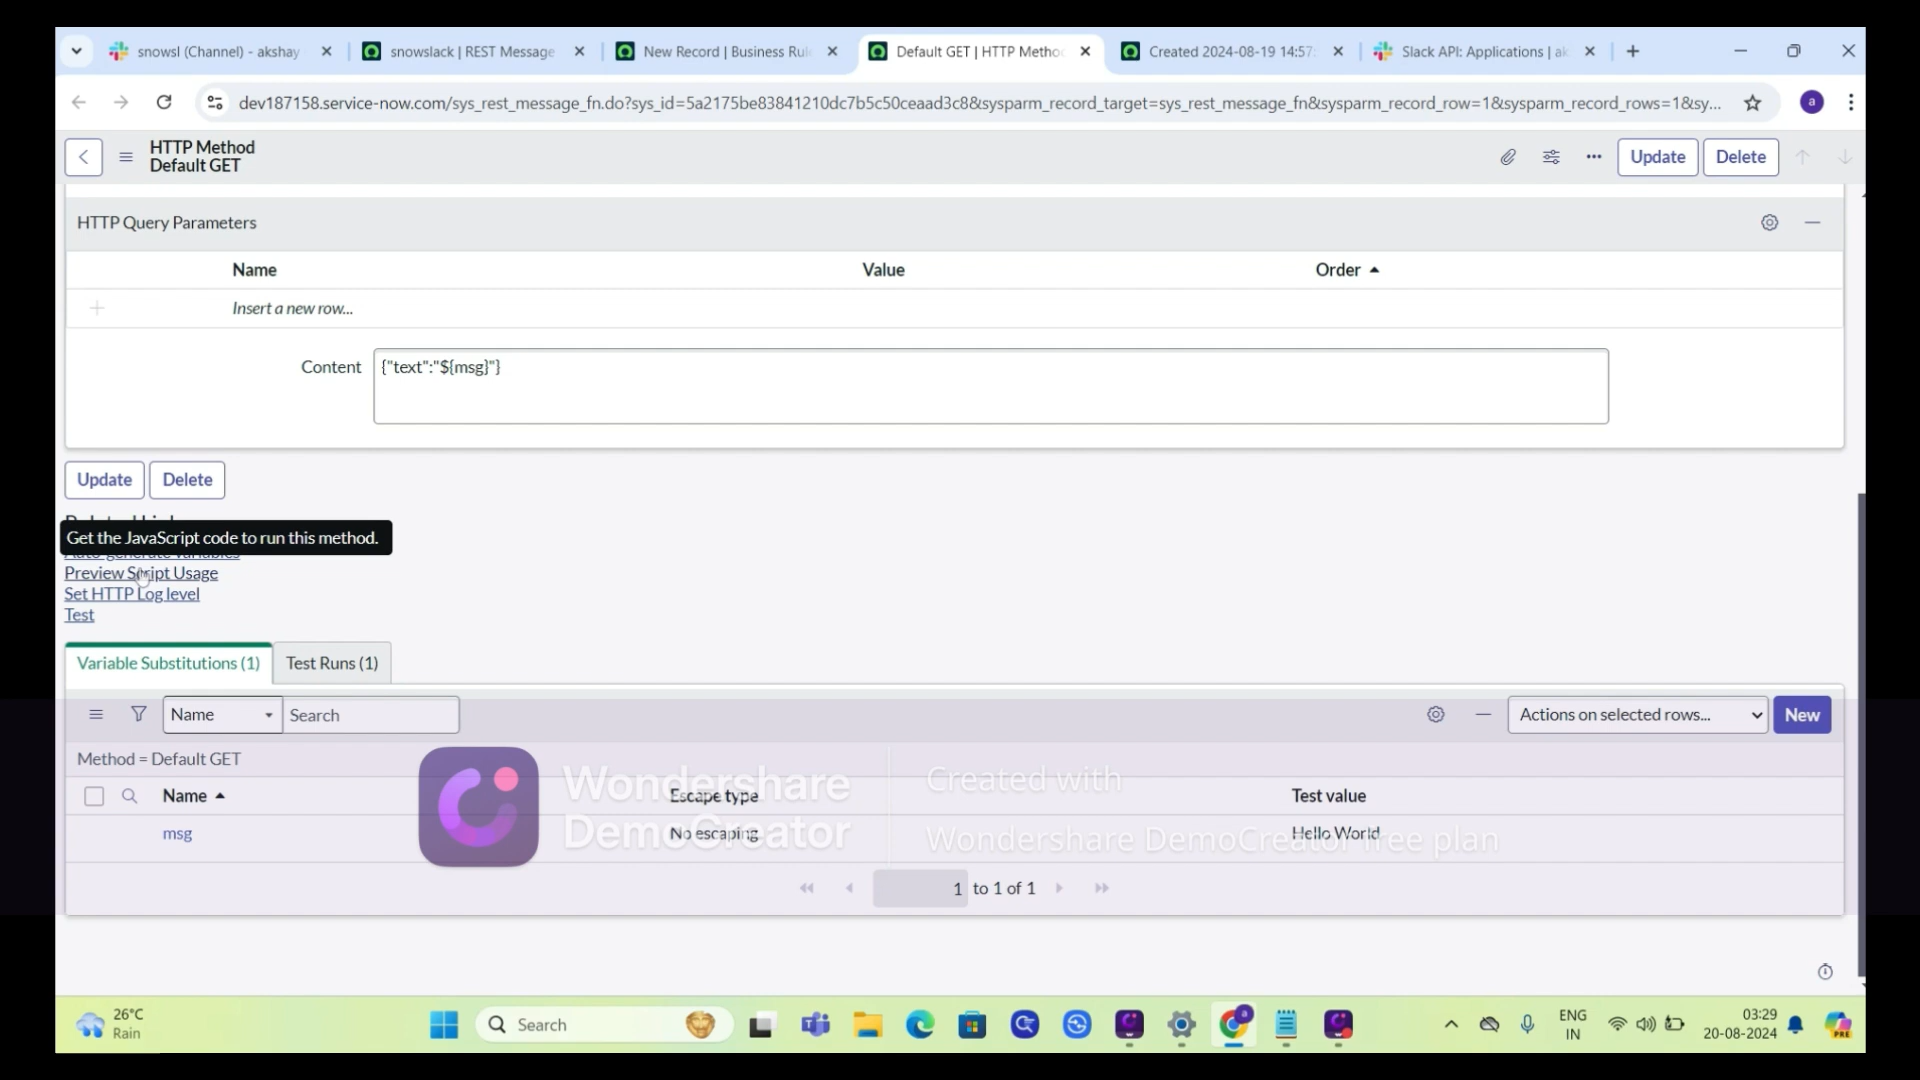 snowsl (Channel) - akshay
snowslack | REST Message
New Record | Business Rul
Default GET | HTTP Metho
Created 2024-08-19 14:57:
Slack API: Applications | ak
dev187158.service-now.com/sys_rest_message_fn.do?sys_id=5a2175be83841210dc7b5c50ceaad3c8&sysparm_record_target=sys_rest_message_fn&sysparm_record_row=1&sysparm_record_rows=1&sy...
a
HTTP Method
Default GET
Update
Delete
HTTP Query Parameters
Name
Value
Order
Insert a new row...
Content
{"text":"${msg}"}
Update
Delete
Get the JavaScript code to run this method.
Auto-generate variables
Preview Script Usage
Set HTTP Log level
Test
Variable Substitutions (1)
Test Runs (1)
Name
Search
Actions on selected rows...
New
Method = Default GET
Name
Escape type
Test value
msg
No escaping
Hello World
Wondershare
DemoCreator
Created with
Wondershare DemoCreator free plan
1 to 1 of 1
26°C
Rain
Search
ENG
IN
03:29
20-08-2024
PRE